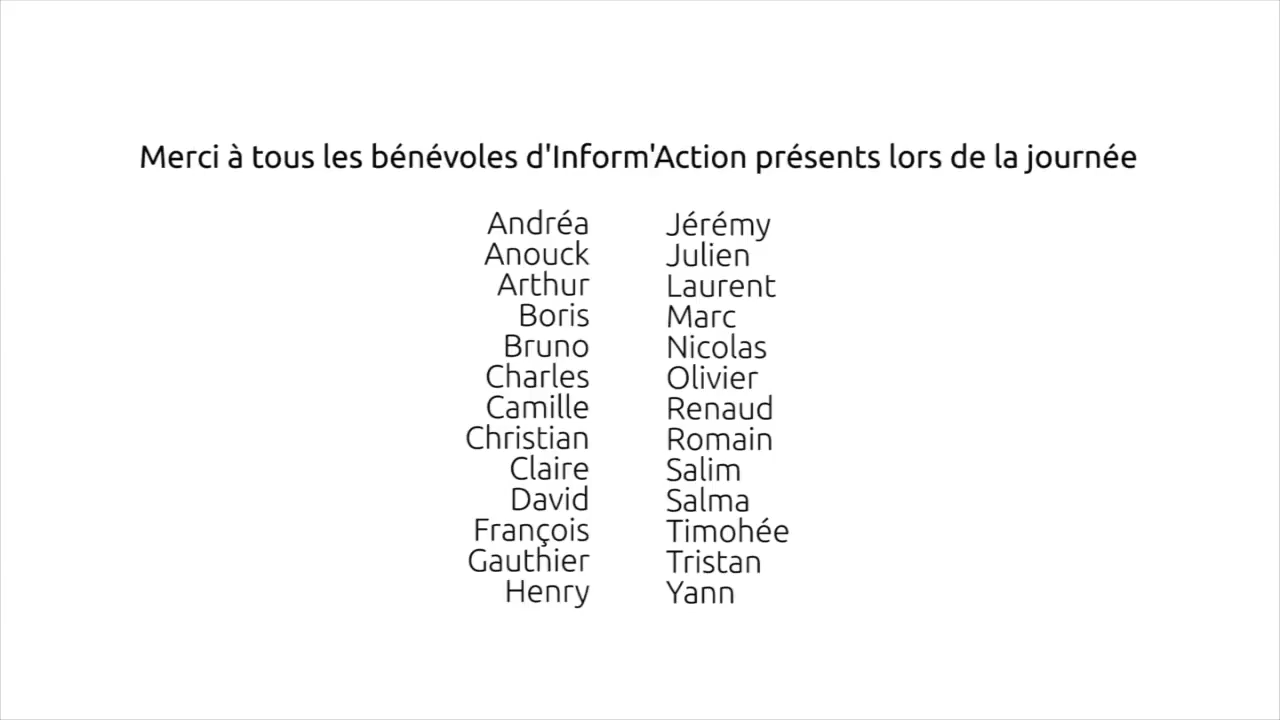 Merci à tous les bénévoles d'Inform'Action présents lors de la journée
Andréa Jérémy
Anouck Julien
Arthur Laurent
Boris Marc
Bruno Nicolas
Charles Olivier
Camille Renaud
Christian Romain
Claire Salim
David Salma
François Timohée
Gauthier Tristan
Henry Yann